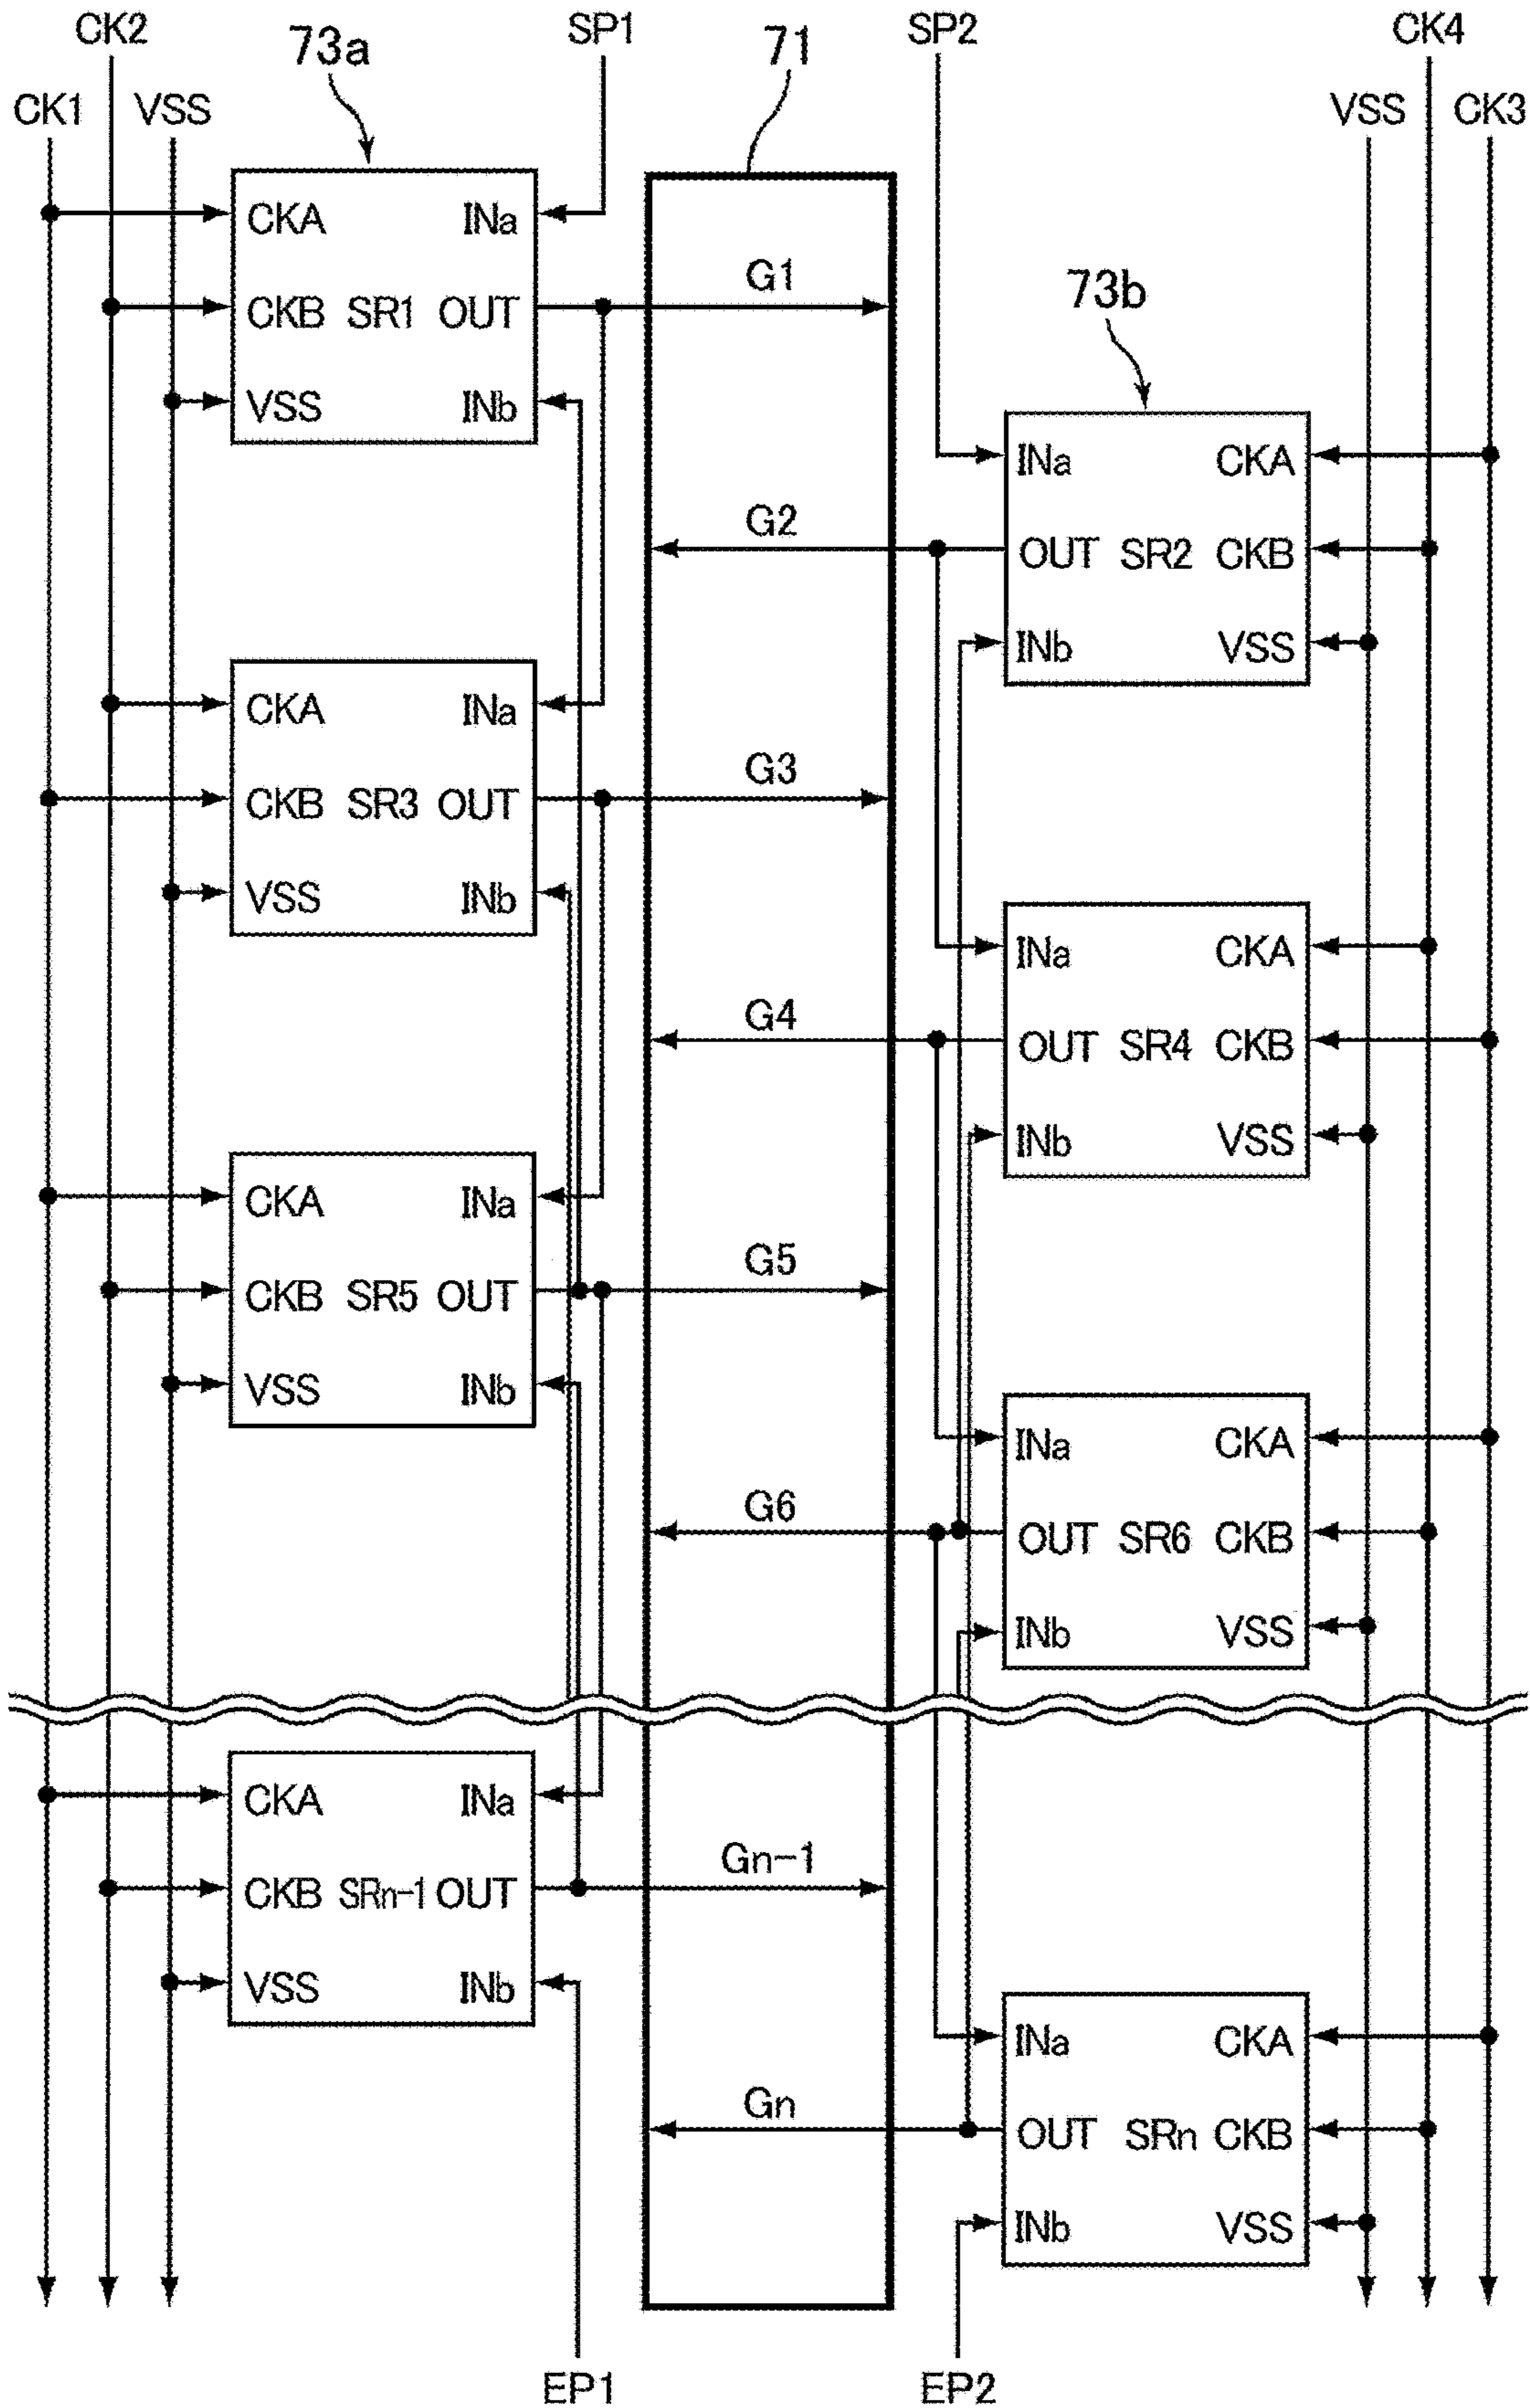 CK2 73a SP1 71 SP2 CK4
CK1 VSS VSS CK3
CKA INa
G1
CKB SR1 OUT
73b
VSS INb
INa CKA
G2
OUT SR2 CKB
INb VSS
CKA INa
G3
CKB SR3 OUT
VSS INb
INa CKA
G4
OUT SR4 CKB
INb VSS
CKA INa
G5
CKB SR5 OUT
VSS INb
INa CKA
G6
OUT SR6 CKB
INb VSS
CKA INa
Gn-1
CKB SRn-1 OUT
VSS INb
INa CKA
Gn
OUT SRn CKB
INb VSS
EP1 EP2